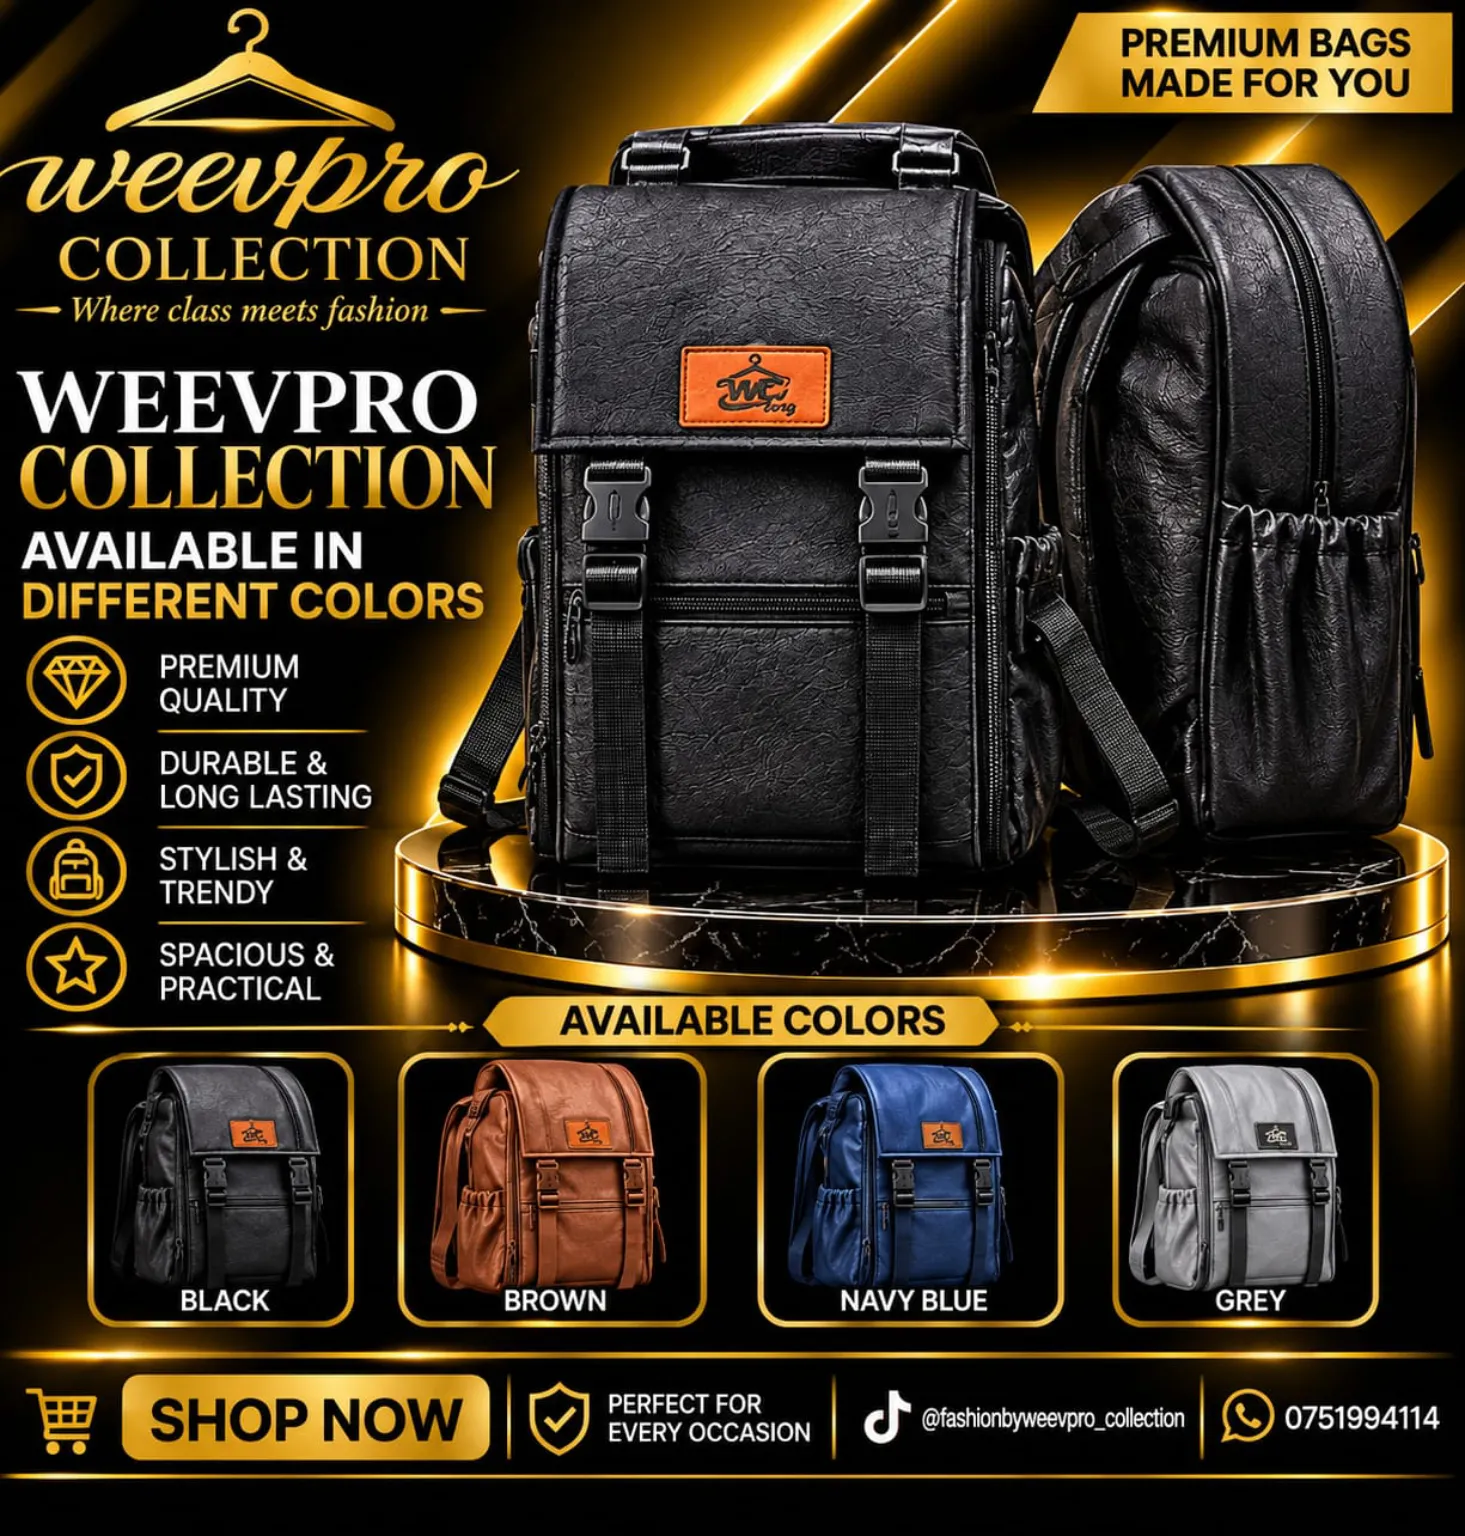 PREMIUM BAGS
MADE FOR YOU
weevpro
COLLECTION
Where class meets fashion
WEEVPRO
COLLECTION
AVAILABLE IN
DIFFERENT COLORS
PREMIUM
QUALITY
DURABLE &
LONG LASTING
STYLISH &
TRENDY
SPACIOUS &
PRACTICAL
WC
AVAILABLE COLORS
BLACK
BROWN
NAVY BLUE
GREY
SHOP NOW
PERFECT FOR
EVERY OCCASION
@fashionbyweevpro_collection
0751994114